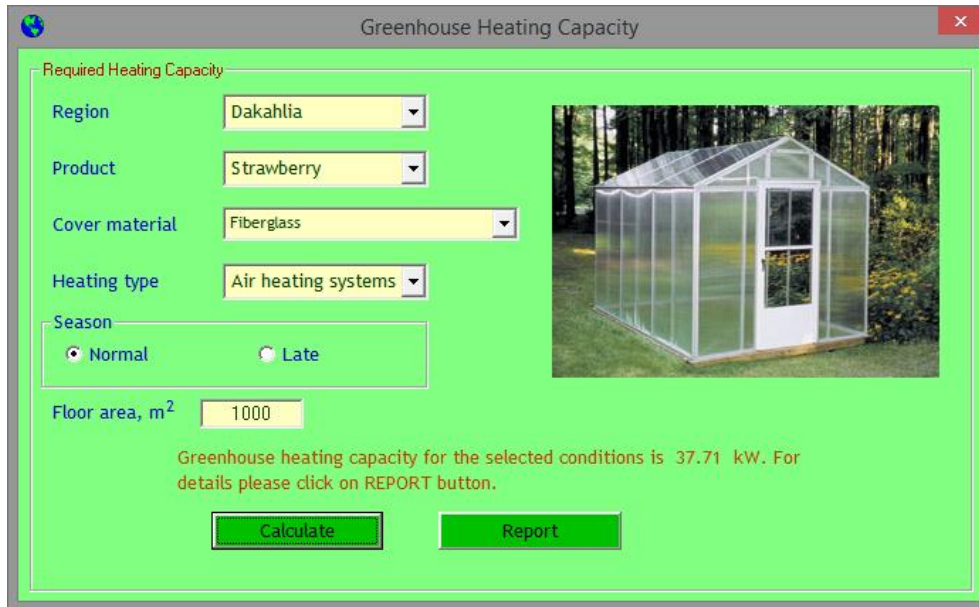 Greenhouse Heating Capacity
Required Heating Capacity
Region
Dakahlia
Product
Strawberry
Cover material
Fiberglass
Heating type
Air heating systems
Season
Normal
Late
Floor area, m²
1000
Greenhouse heating capacity for the selected conditions is 37.71 kW. For
details please click on REPORT button.
Calculate
Report